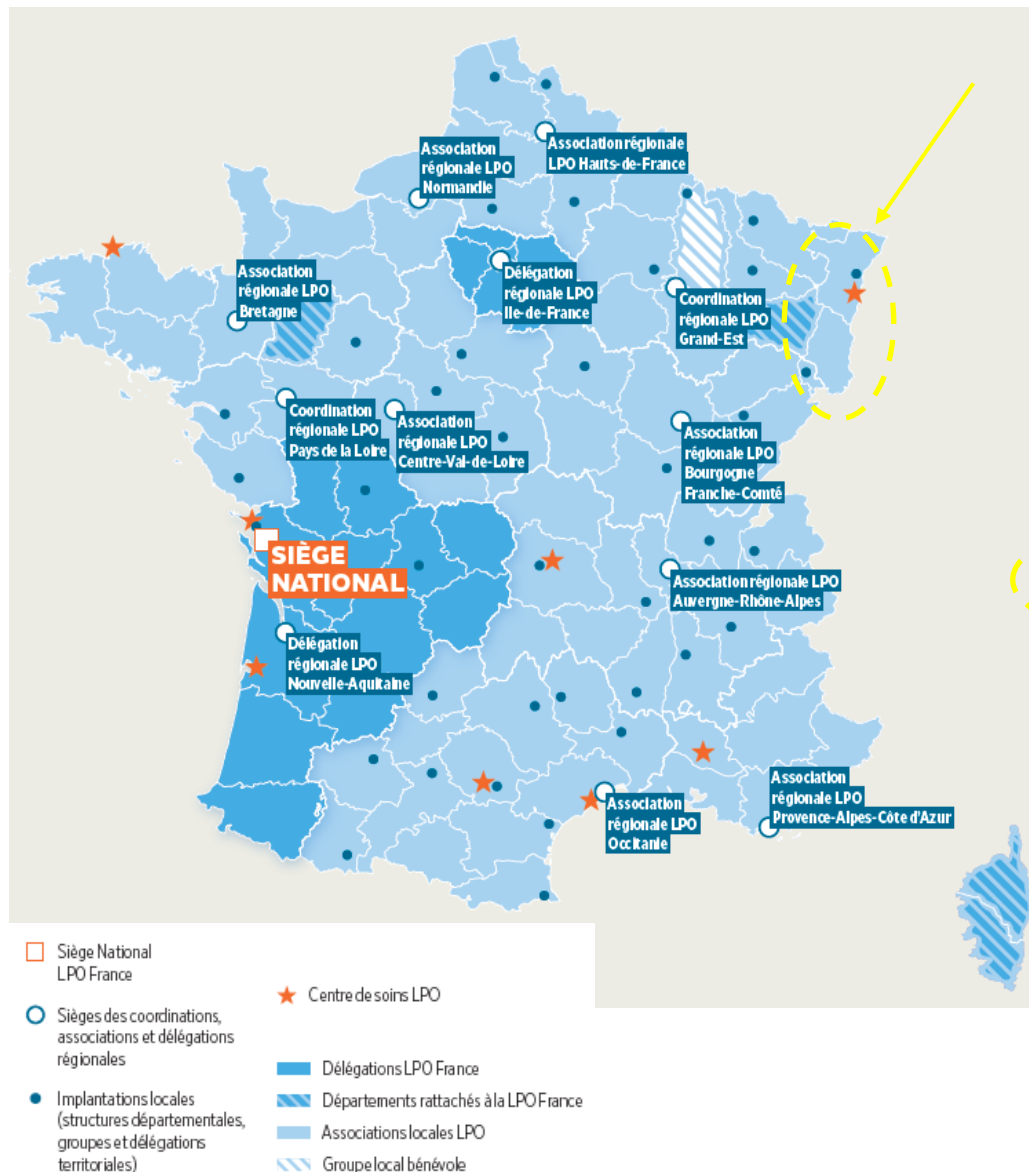 Association
régionale LPO
Normandie
Association régionale
LPO Hauts-de-France
Association
régionale LPO
Bretagne
Délégation
régionale LPO
Ile-de-France
Coordination
régionale LPO
Grand-Est
Coordination
régionale LPO
Pays de la Loire
Association
régionale LPO
Centre-Val-de-Loire
Association
régionale LPO
Bourgogne
Franche-Comté
SIÈGE
NATIONAL
Association régionale LPO
Auvergne-Rhône-Alpes
Délégation
régionale LPO
Nouvelle-Aquitaine
Association
régionale LPO
Occitanie
Association
régionale LPO
Provence-Alpes-Côte d'Azur
Siège National
LPO France
Sièges des coordinations,
associations et délégations
régionales
Implantations locales
(structures départementales,
groupes et délégations
territoriales)
Centre de soins LPO
Délégations LPO France
Départements rattachés à la LPO France
Associations locales LPO
Groupe local bénévole